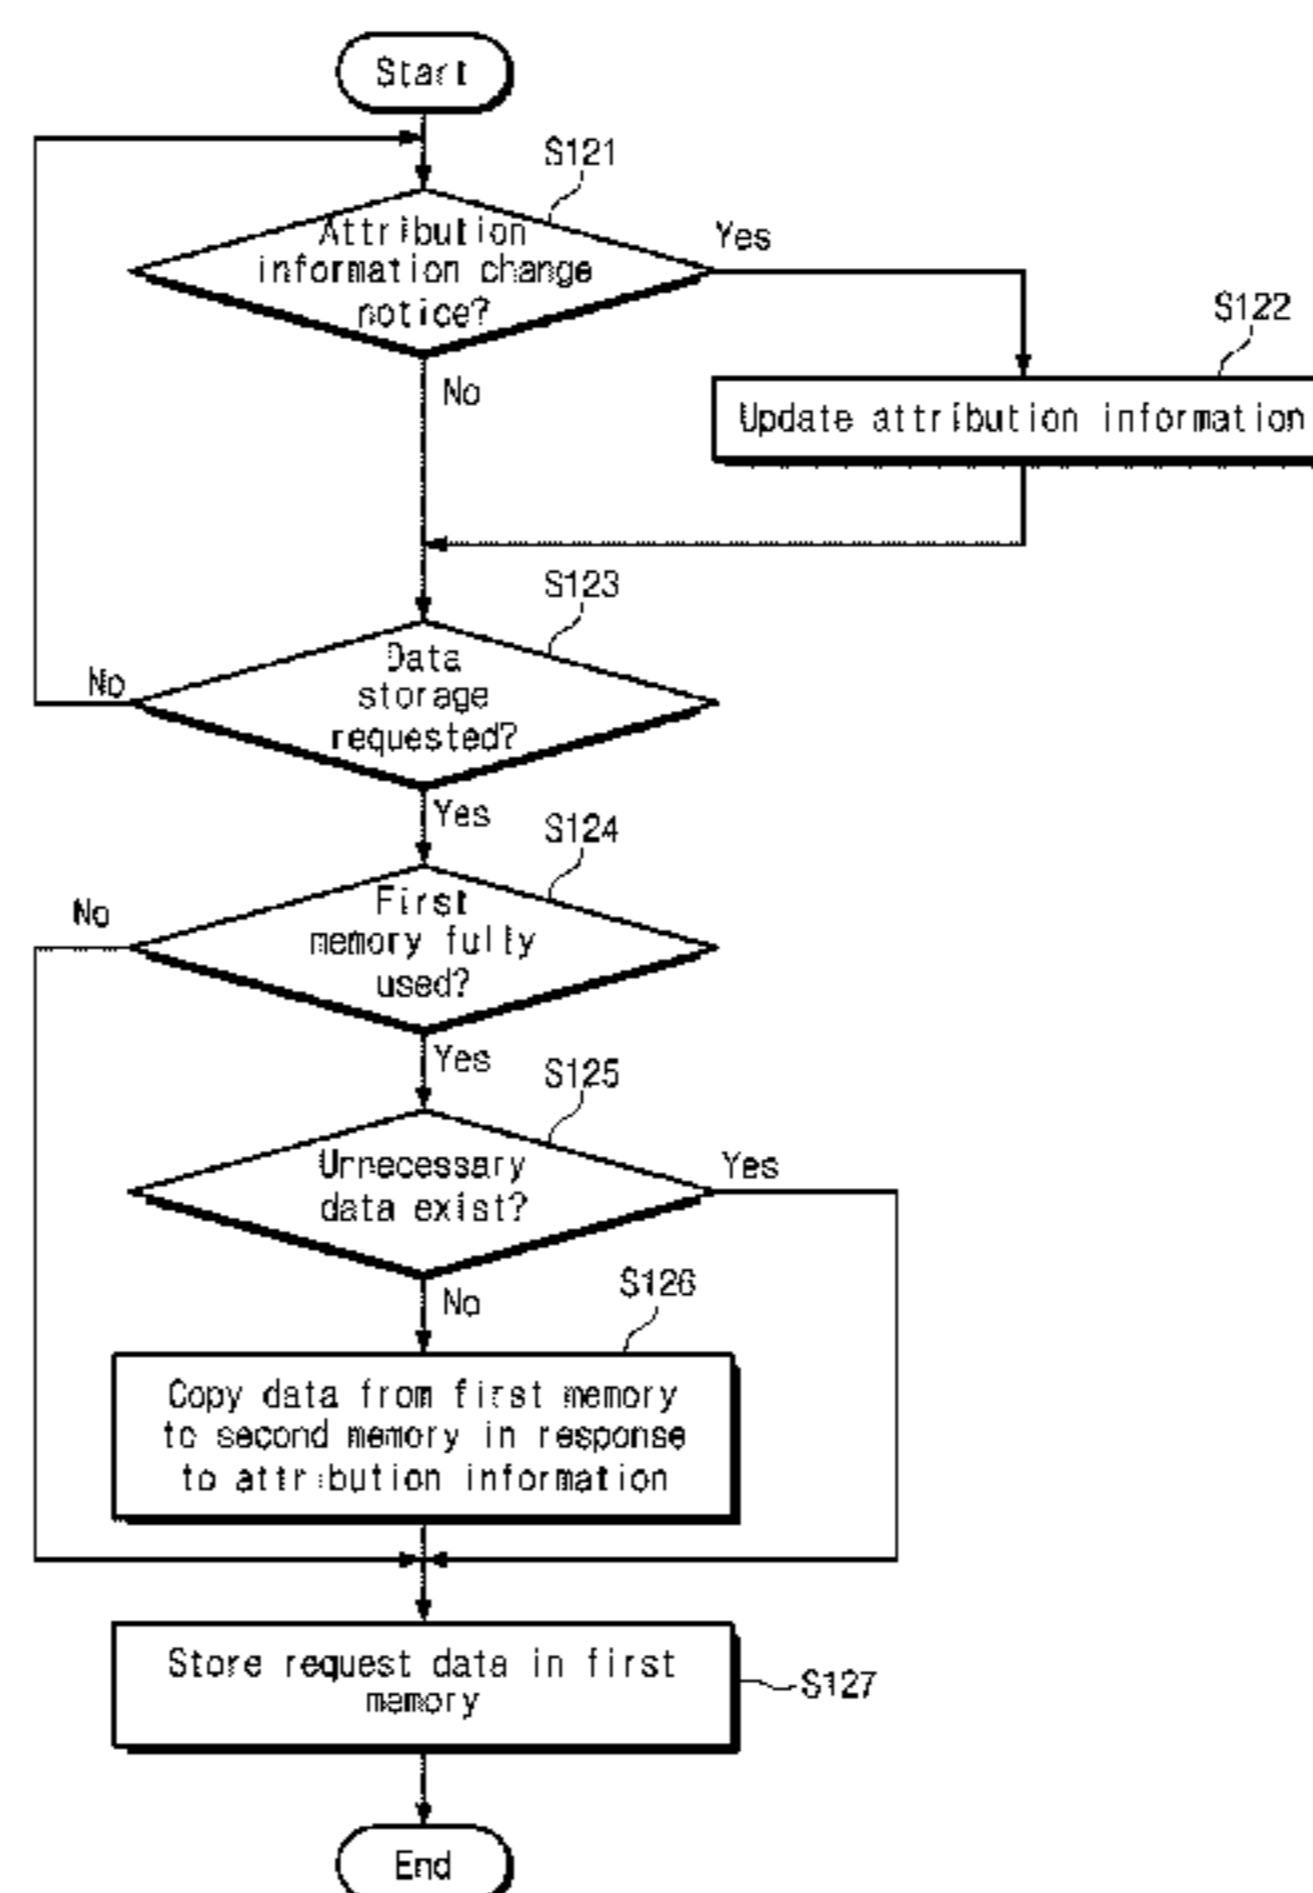 Start
S121
Attribution
information change
notice?
Yes
No
S122
Update attribution information
S123
Data
storage
requested?
No
Yes
S124
First
memory fully
used?
No
Yes
S125
Unnecessary
data exist?
Yes
No
S126
Copy data from first memory
to second memory in response
to attribution information
Store request data in first
memory
S127
End